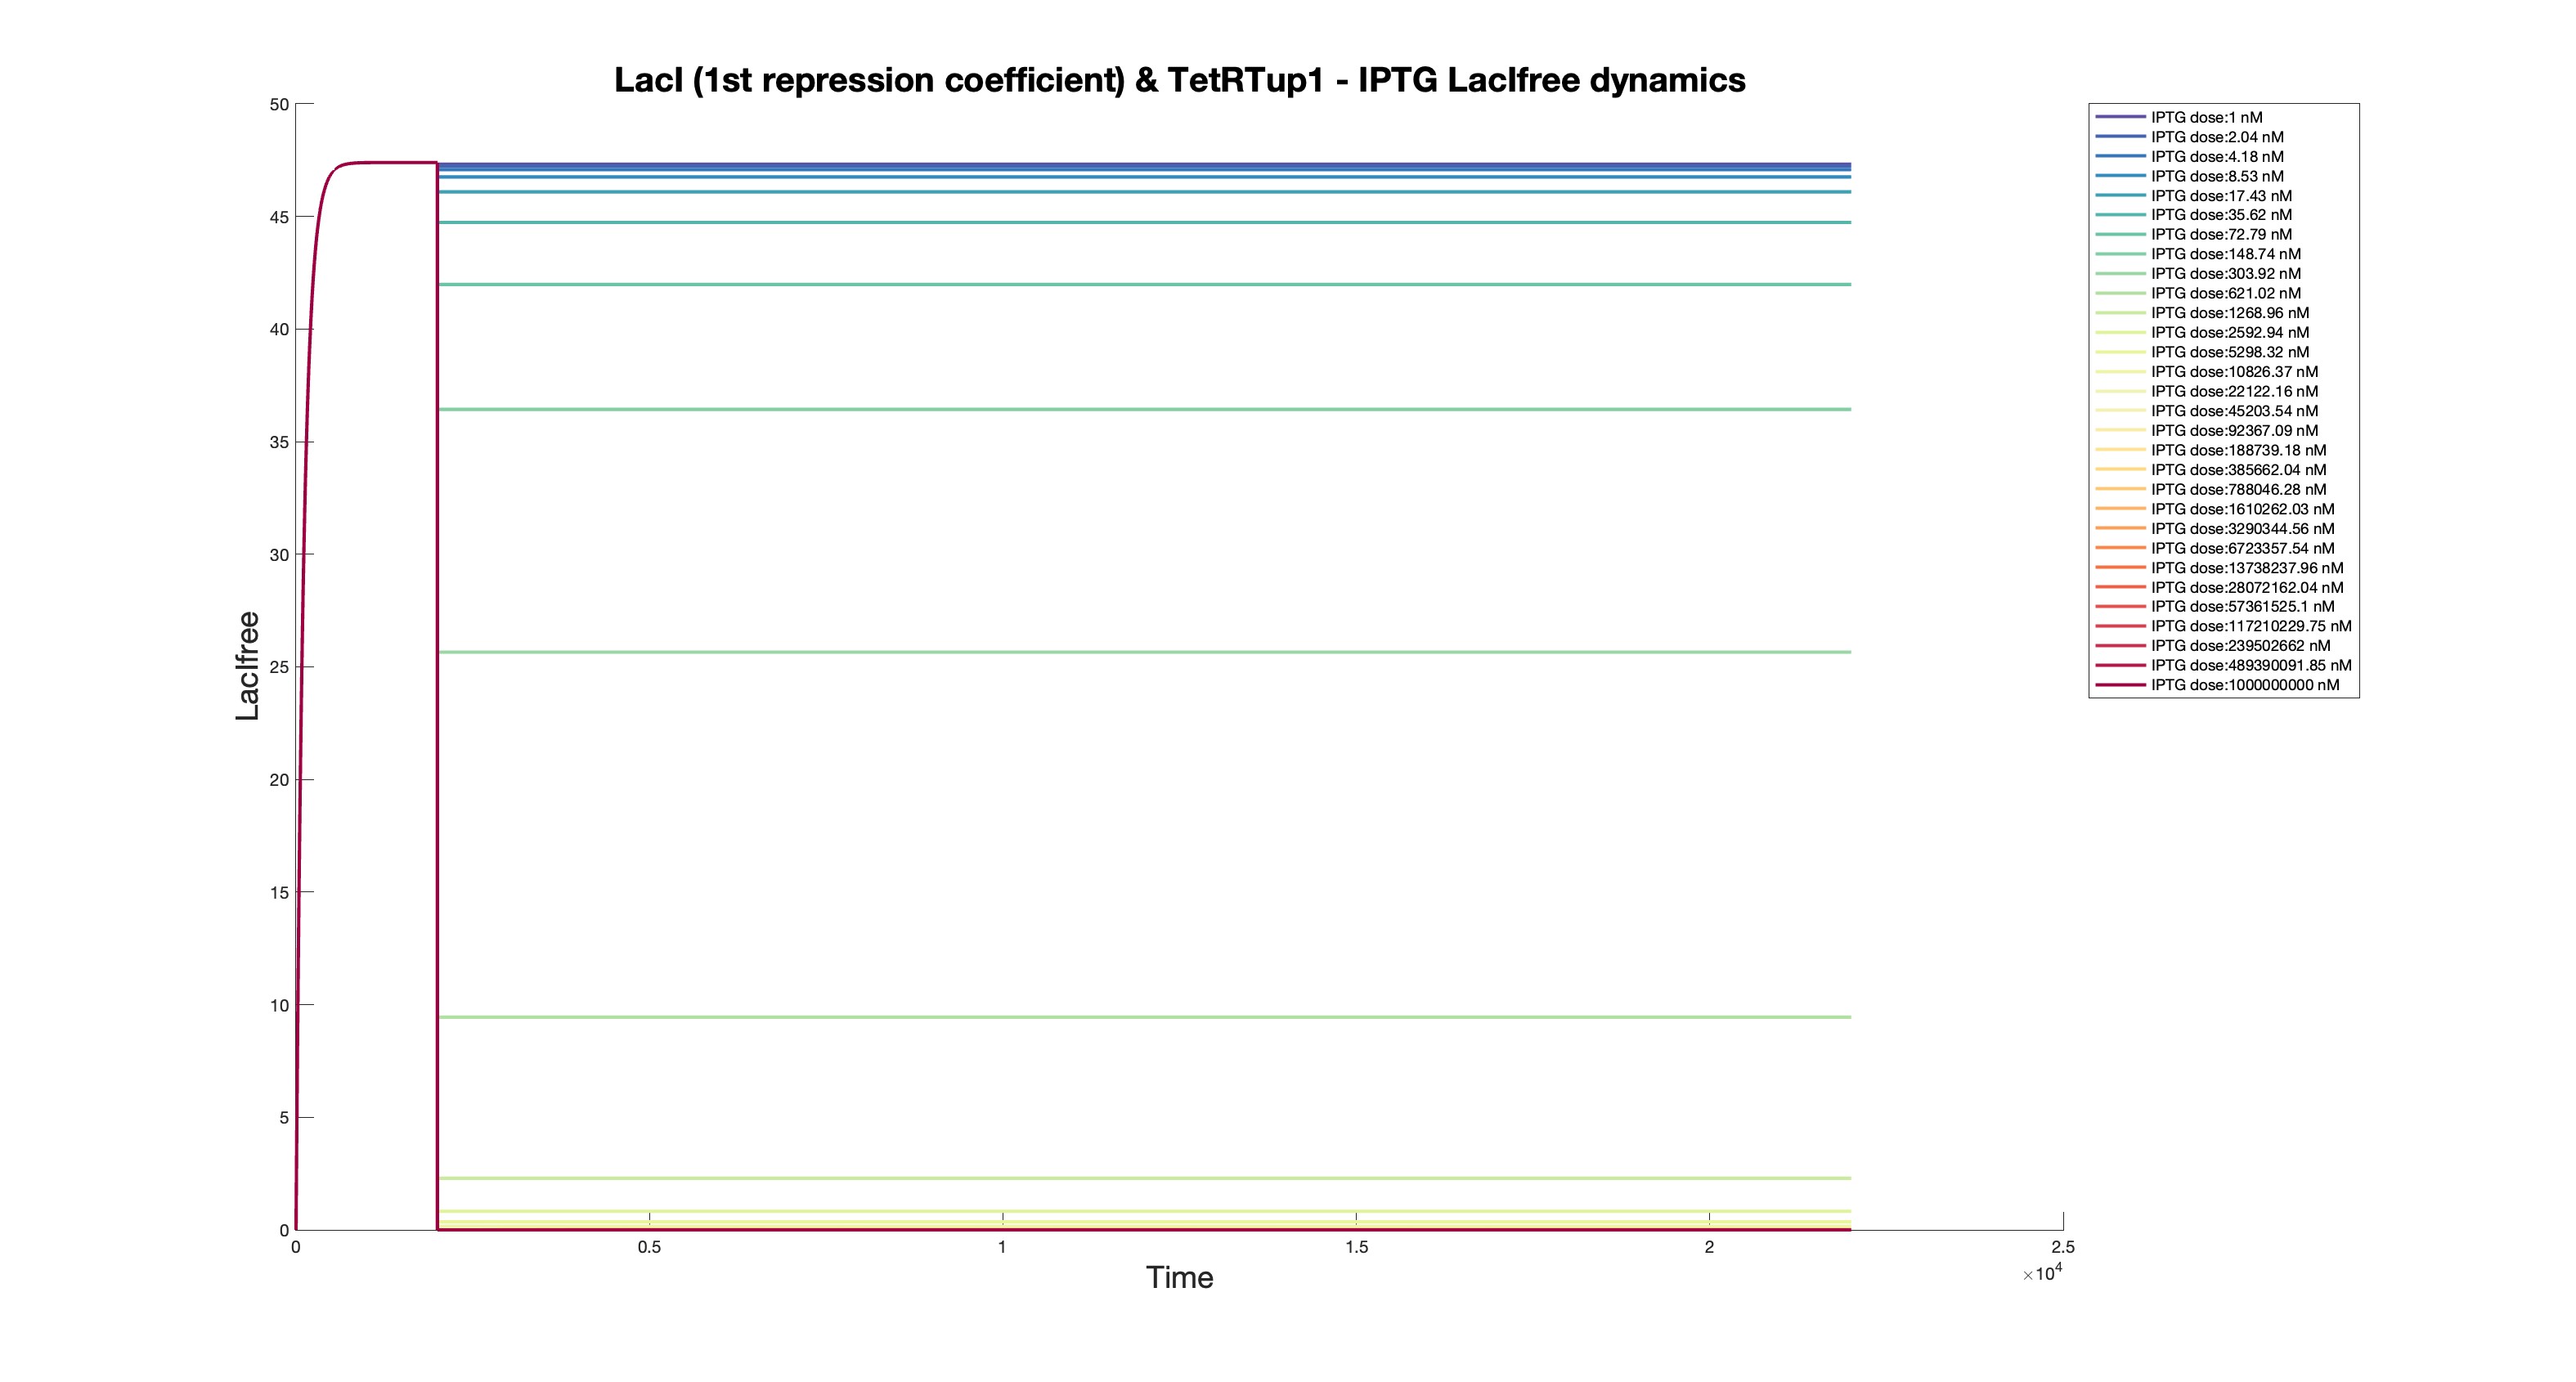 LacI (1st repression coefficient) & TetRTup1 - IPTG LacIfree dynamics
50
45
40
35
30
25
20
15
10
5
0
LacIfree
0
0.5
1
1.5
2
2.5
×10^4
Time
IPTG dose:1 nM
IPTG dose:2.04 nM
IPTG dose:4.18 nM
IPTG dose:8.53 nM
IPTG dose:17.43 nM
IPTG dose:35.62 nM
IPTG dose:72.79 nM
IPTG dose:148.74 nM
IPTG dose:303.92 nM
IPTG dose:621.02 nM
IPTG dose:1268.96 nM
IPTG dose:2592.94 nM
IPTG dose:5298.32 nM
IPTG dose:10826.37 nM
IPTG dose:22122.16 nM
IPTG dose:45203.54 nM
IPTG dose:92367.09 nM
IPTG dose:188739.18 nM
IPTG dose:385662.04 nM
IPTG dose:788046.28 nM
IPTG dose:1610262.03 nM
IPTG dose:3290344.56 nM
IPTG dose:6723357.54 nM
IPTG dose:13738237.96 nM
IPTG dose:28072162.04 nM
IPTG dose:57361525.1 nM
IPTG dose:117210229.75 nM
IPTG dose:239502662 nM
IPTG dose:489390091.85 nM
IPTG dose:1000000000 nM